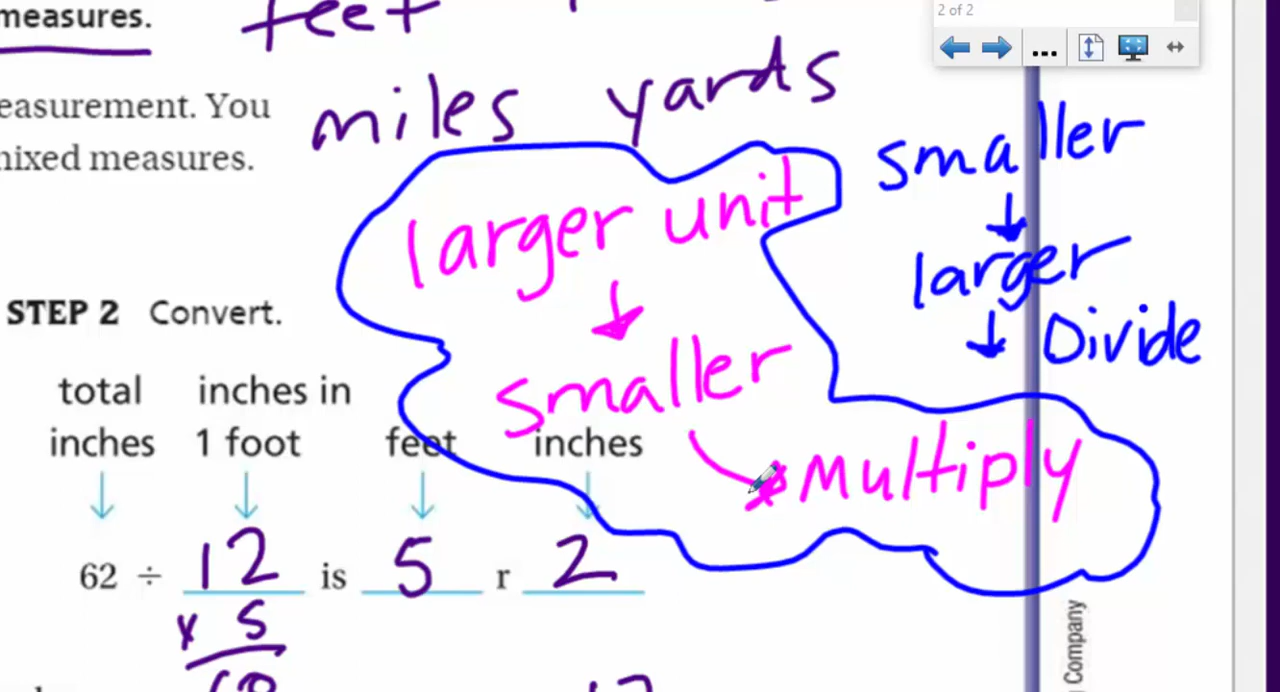 measures.
feet
2 of 2
miles yards
easurement. You
nixed measures.
smaller
larger unit
larger
Divide
STEP 2 Convert.
smaller
total inches in
inches 1 foot feet inches
multiply
62 ÷ 12 is 5 r 2
x 5
60
Company